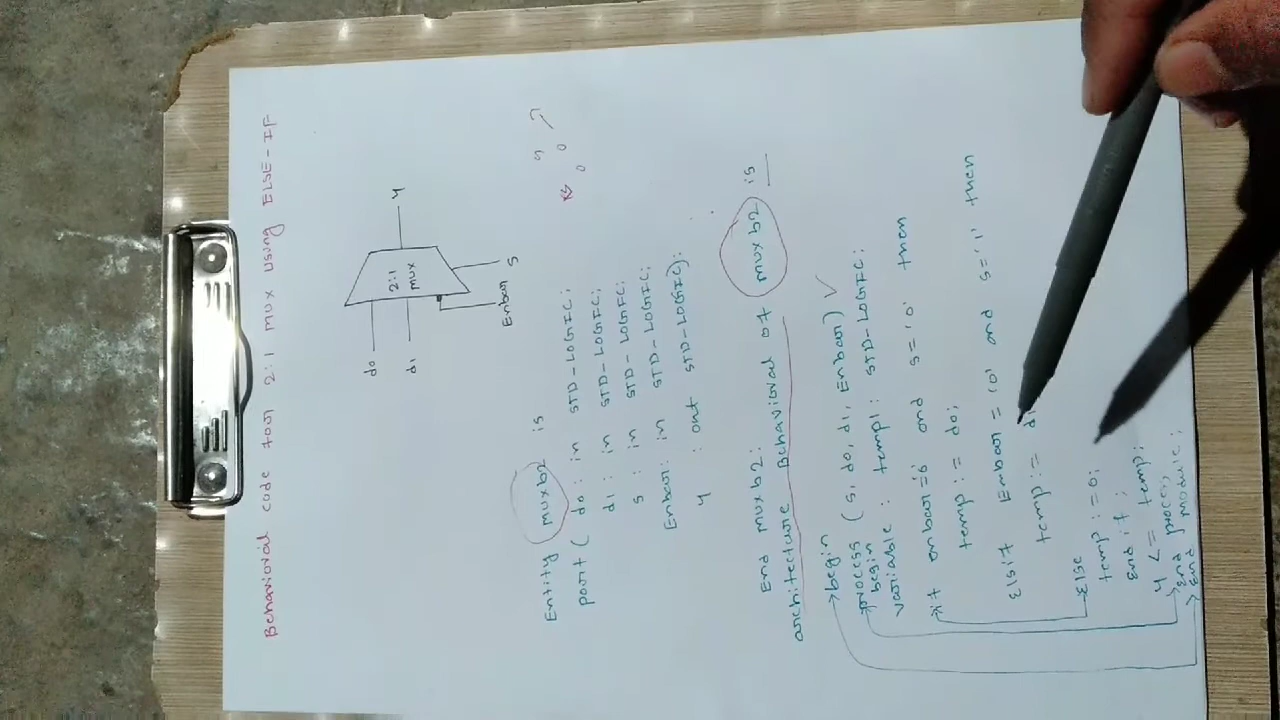 Behavioral code for 2:1 mux using ELSE-IF
d0
d1
2:1
mux
y
s
Enbar
Entity muxb2 is
port ( d0 : in STD-LOGIC;
d1 : in STD-LOGIC;
s : in STD-LOGIC;
Enbar: in STD-LOGIC;
y : out STD-LOGIC);
End muxb2;
architecture Behavioral of muxb2 is
begin
process (s, d0, d1, Enbar)
begin
variable : temp1 : STD-LOGIC:
if enbar='0 and s='0' then
temp := d0;
Elsif Enbar = '0' and s='1' then
temp := d1
Else
temp:=0;
End if;
y <= temp;
End process;
End module;